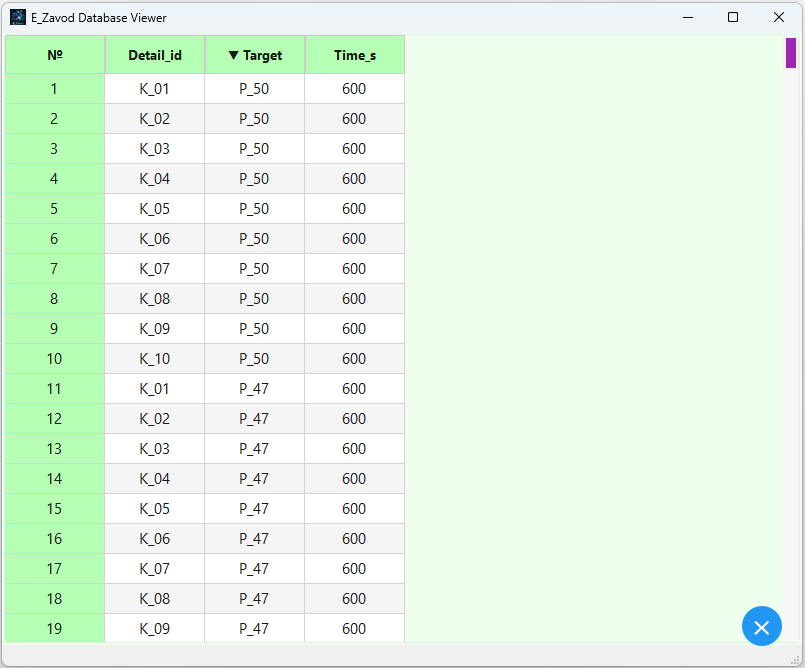 E_Zavod Database Viewer
№ Detail_id ▼ Target Time_s
1 K_01 P_50 600
2 K_02 P_50 600
3 K_03 P_50 600
4 K_04 P_50 600
5 K_05 P_50 600
6 K_06 P_50 600
7 K_07 P_50 600
8 K_08 P_50 600
9 K_09 P_50 600
10 K_10 P_50 600
11 K_01 P_47 600
12 K_02 P_47 600
13 K_03 P_47 600
14 K_04 P_47 600
15 K_05 P_47 600
16 K_06 P_47 600
17 K_07 P_47 600
18 K_08 P_47 600
19 K_09 P_47 600